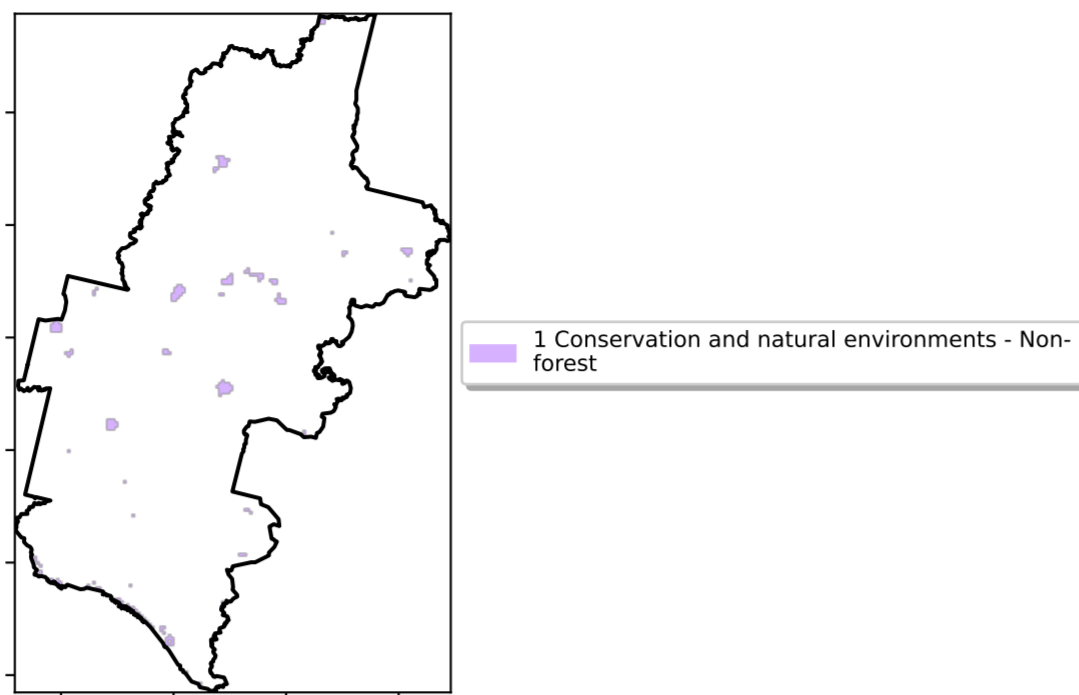 1 Conservation and natural environments - Non-
forest